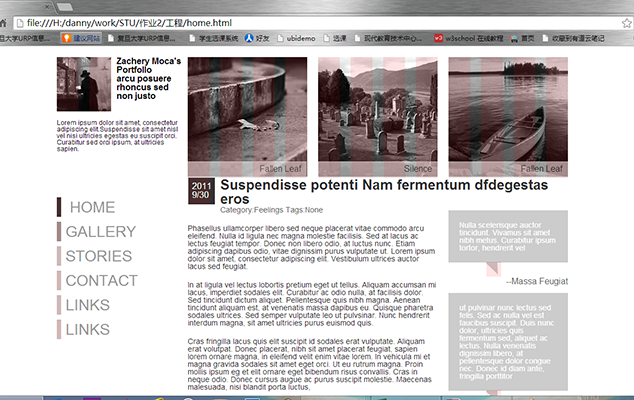 file:///H:/danny/work/STU/作业2/工程/home.html
旦大学URP信息...
建议网站
复旦大学URP信息...
学生选课系统
好友
ubidemo
选课
现代教育技术中心...
w3school 在线教程
首页
收藏到有道云笔记
Zachery Moca's
Portfolio
arcu posuere
rhoncus sed
non justo
Lorem ipsum dolor sit amet, consectetur
adipiscing elit.Suspendisse sit amet nisl
vel nisi ultricies egestas eu suscipit orci.
Curabitur sed orci ipsum, at ultricies
sapien.
HOME
GALLERY
STORIES
CONTACT
LINKS
LINKS
Fallen Leaf
Silence
Fallen Leaf
2011
9/30
Suspendisse potenti Nam fermentum dfdegestas
eros
Category:Feelings Tags:None
Phasellus ullamcorper libero sed neque placerat vitae commodo arcu
eleifend. Nulla id ligula nec magna molestie facilisis. Sed at lacus ac
lectus feugiat tempor. Donec non libero odio, at luctus nunc. Etiam
adipiscing dapibus odio, vitae dignissim purus vulputate ut. Lorem ipsum
dolor sit amet, consectetur adipiscing elit. Vestibulum ultrices auctor
lacus sed feugiat.
In at ligula vel lectus lobortis pretium eget ut tellus. Aliquam accumsan mi
lacus, imperdiet sodales elit. Curabitur ac odio nulla, at facilisis dolor.
Sed tincidunt dictum aliquet. Pellentesque quis nibh magna. Aenean
tincidunt aliquam est, at venenatis massa dapibus eu. Quisque pharetra
sodales ultrices. Sed semper vulputate leo ut pulvinar. Nunc hendrerit
interdum magna, sit amet ultricies purus euismod quis.
Cras fringilla lacus quis elit suscipit id sodales erat vulputate. Aliquam
erat volutpat. Donec placerat, nibh sit amet placerat feugiat, sapien
lorem ornare magna, in eleifend velit enim vitae lorem. In vehicula mi et
magna gravida sodales sit amet eget orci. Ut eu rutrum magna. Proin
mollis ipsum eg et elit ornare eget bibendum risus convallis. Cras in
neque odio. Donec cursus augue ac purus suscipit molestie. Maecenas
malesuada, nisi blandit porta luctus,
Nulla scelerisque auctor
tincidunt. Vivamus sit amet
nibh metus. Curabitur ipsum
tortor, hendrerit vel
--Massa Feugiat
ut pulvinar nunc lectus sed
felis. Sed ac nulla vel est
faucibus suscipit. Duis nunc
dolor, ultricies quis
fermentum sed, aliquet ac
nibh. Nulla venenatis
dignissim libero, at
pellentesque dolor congue
nec. Donec id diam ante,
fringilla porttitor